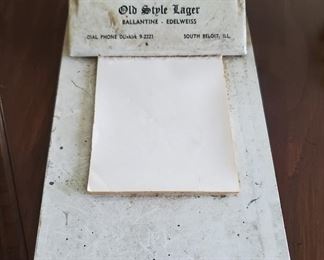 Old Style Lager
BALLANTINE - EDELWEISS
DIAL PHONE DUnkirk 9-2221 SOUTH BELOIT, ILL.